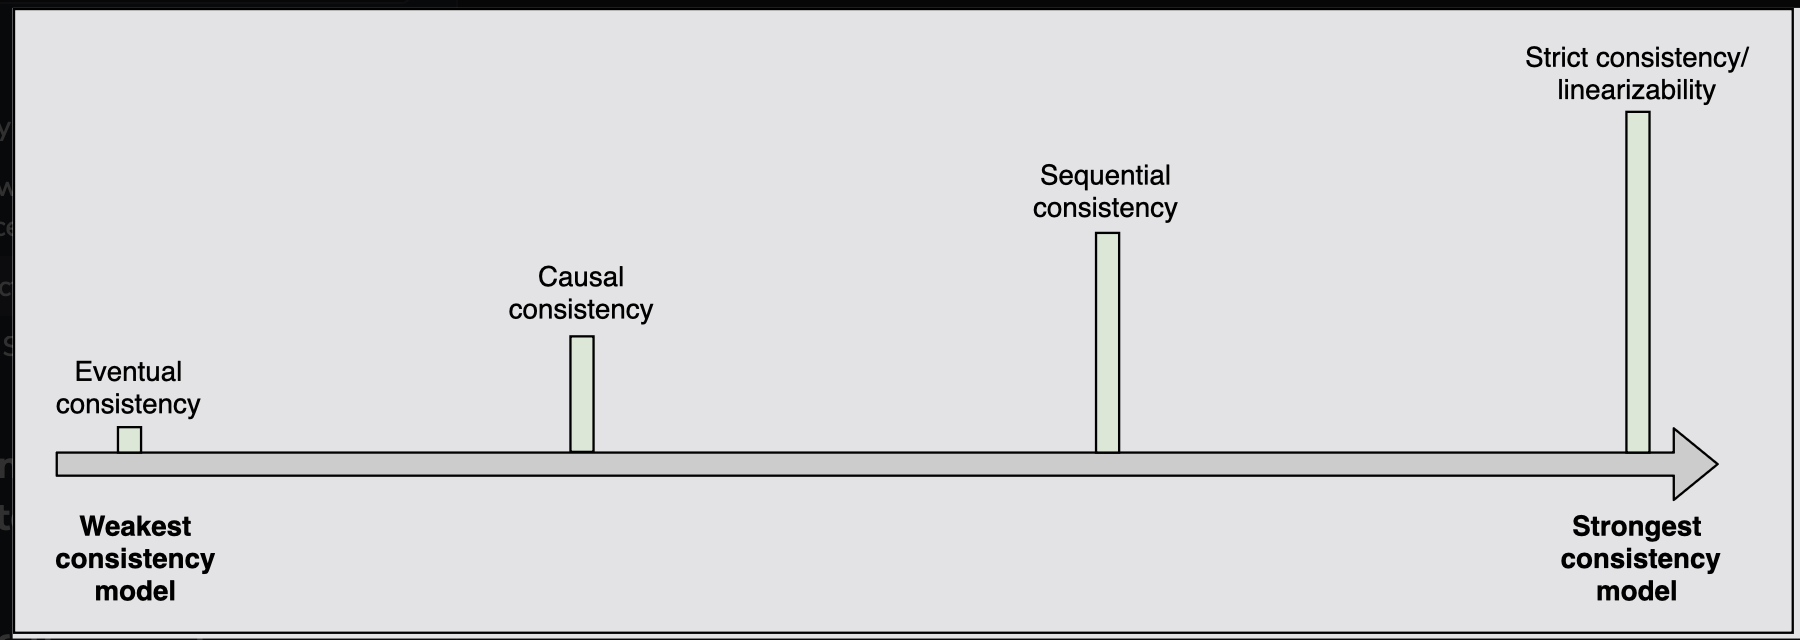 Strict consistency/
linearizability
Sequential
consistency
Causal
consistency
Eventual
consistency
Weakest
consistency
model
Strongest
consistency
model